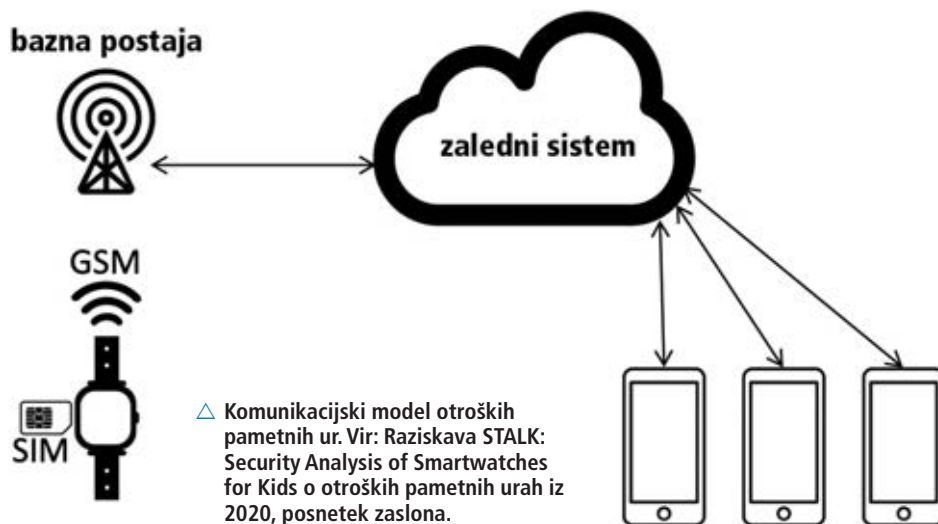 bazna postaja
zaledni sistem
GSM
SIM
Komunikacijski model otroških
pametnih ur. Vir: Raziskava STALK:
Security Analysis of Smartwatches
for Kids o otroških pametnih urah iz
2020, posnetek zaslona.